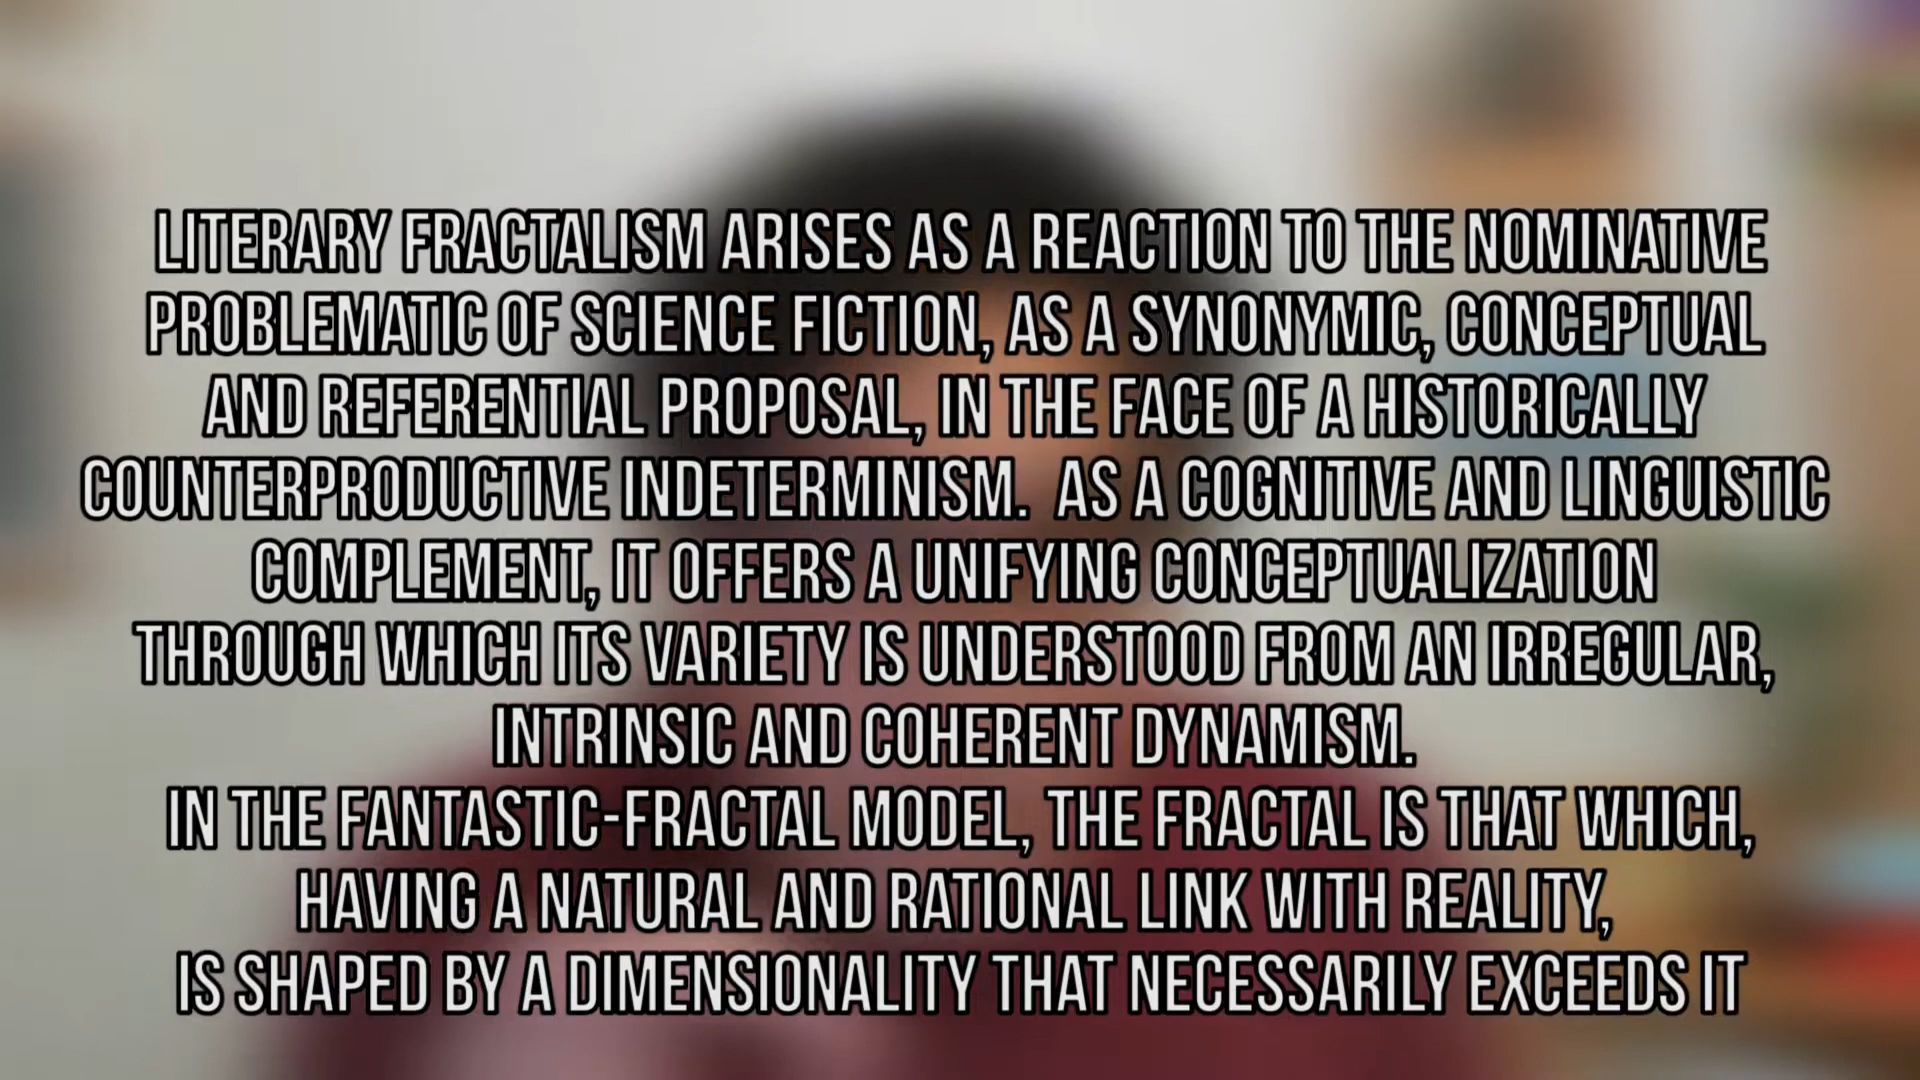 LITERARY FRACTALISM ARISES AS A REACTION TO THE NOMINATIVE
PROBLEMATIC OF SCIENCE FICTION, AS A SYNONYMIC, CONCEPTUAL
AND REFERENTIAL PROPOSAL, IN THE FACE OF A HISTORICALLY
COUNTERPRODUCTIVE INDETERMINISM. AS A COGNITIVE AND LINGUISTIC
COMPLEMENT, IT OFFERS A UNIFYING CONCEPTUALIZATION
THROUGH WHICH ITS VARIETY IS UNDERSTOOD FROM AN IRREGULAR,
INTRINSIC AND COHERENT DYNAMISM.
IN THE FANTASTIC-FRACTAL MODEL, THE FRACTAL IS THAT WHICH,
HAVING A NATURAL AND RATIONAL LINK WITH REALITY,
IS SHAPED BY A DIMENSIONALITY THAT NECESSARILY EXCEEDS IT